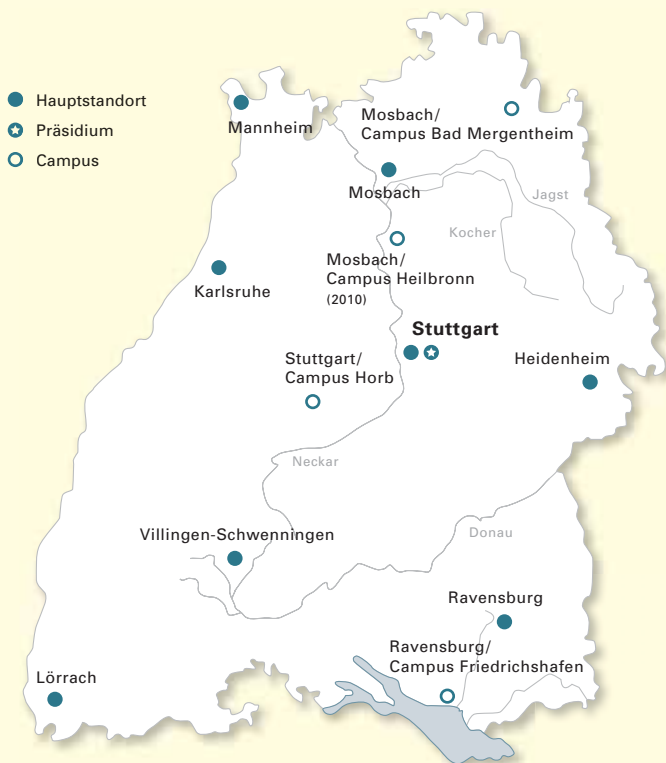 Hauptstandort
Präsidium
Campus
Mannheim
Mosbach/
Campus Bad Mergentheim
Mosbach
Jagst
Kocher
Mosbach/
Campus Heilbronn
(2010)
Karlsruhe
Stuttgart
Stuttgart/
Campus Horb
Heidenheim
Neckar
Villingen-Schwenningen
Donau
Ravensburg
Ravensburg/
Campus Friedrichshafen
Lörrach